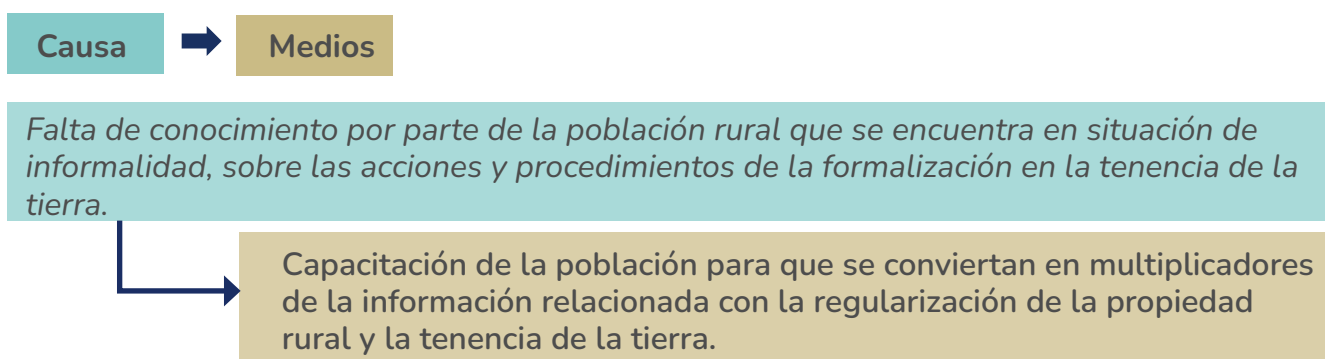 Causa
Medios
Falta de conocimiento por parte de la población rural que se encuentra en situación de
informalidad, sobre las acciones y procedimientos de la formalización en la tenencia de la
tierra.
Capacitación de la población para que se conviertan en multiplicadores
de la información relacionada con la regularización de la propiedad
rural y la tenencia de la tierra.